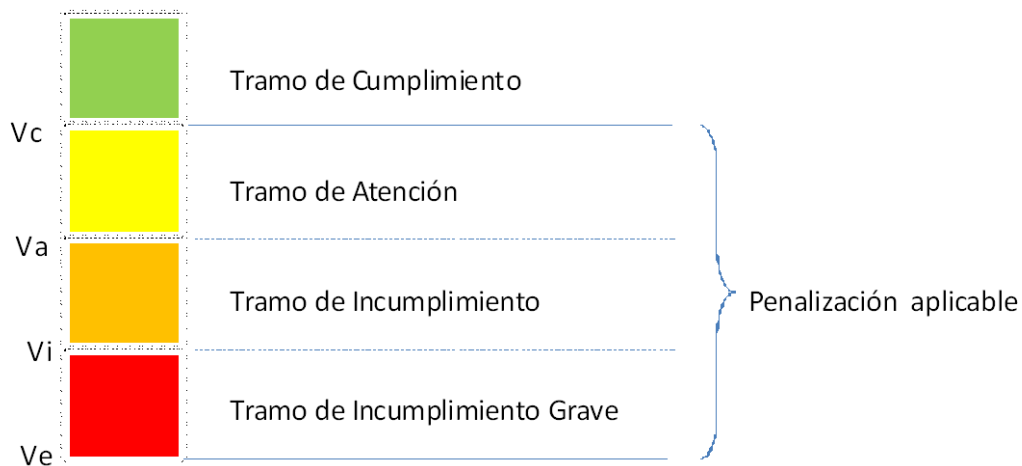 Tramo de Cumplimiento
Vc
Tramo de Atención
Va
Tramo de Incumplimiento
Penalización aplicable
Vi
Tramo de Incumplimiento Grave
Ve